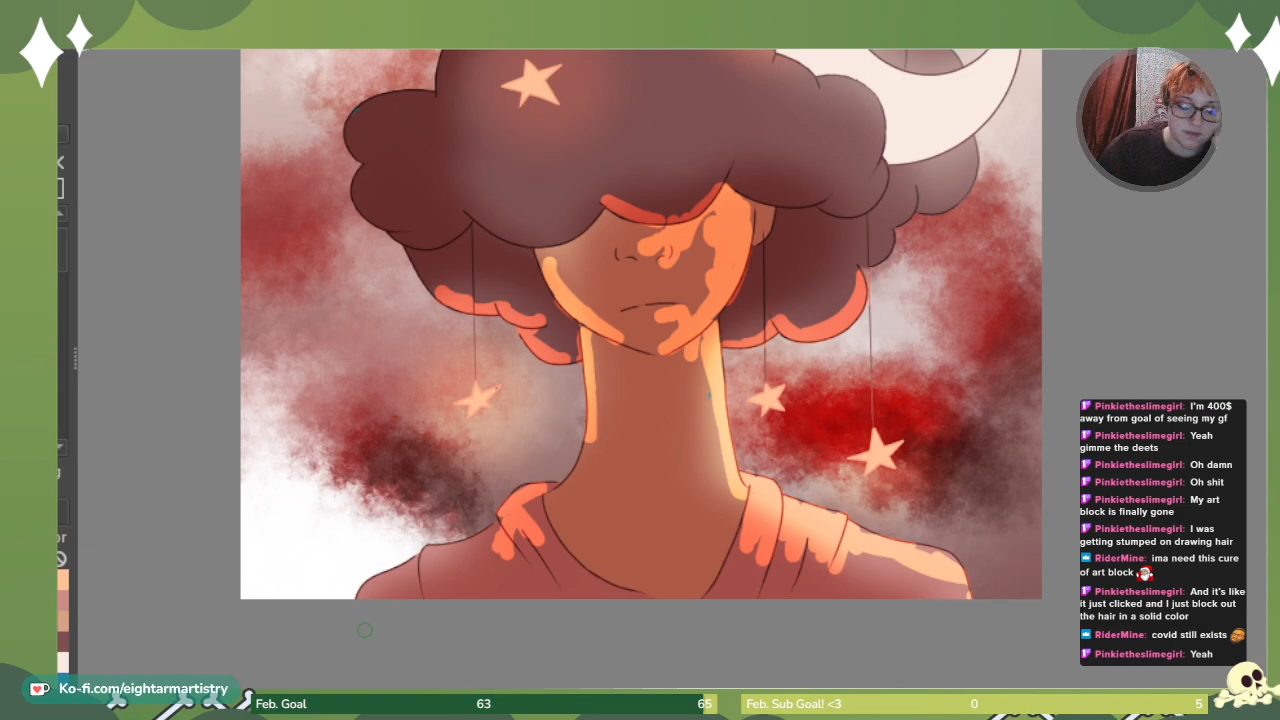 Pinkietheslimegirl: I'm 400$
away from goal of seeing my gf
Pinkietheslimegirl: Yeah
gimme the deets
Pinkietheslimegirl: Oh damn
Pinkietheslimegirl: Oh shit
Pinkietheslimegirl: My art
block is finally gone
Pinkietheslimegirl: I was
getting stumped on drawing hair
RiderMine: ima need this cure
of art block
Pinkietheslimegirl: And it's like
it just clicked and I just block out
the hair in a solid color
RiderMine: covid still exists
Pinkietheslimegirl: Yeah
Ko-fi.com/eightarmartistry
Feb. Goal 63 65
Feb. Sub Goal! <3 0 5